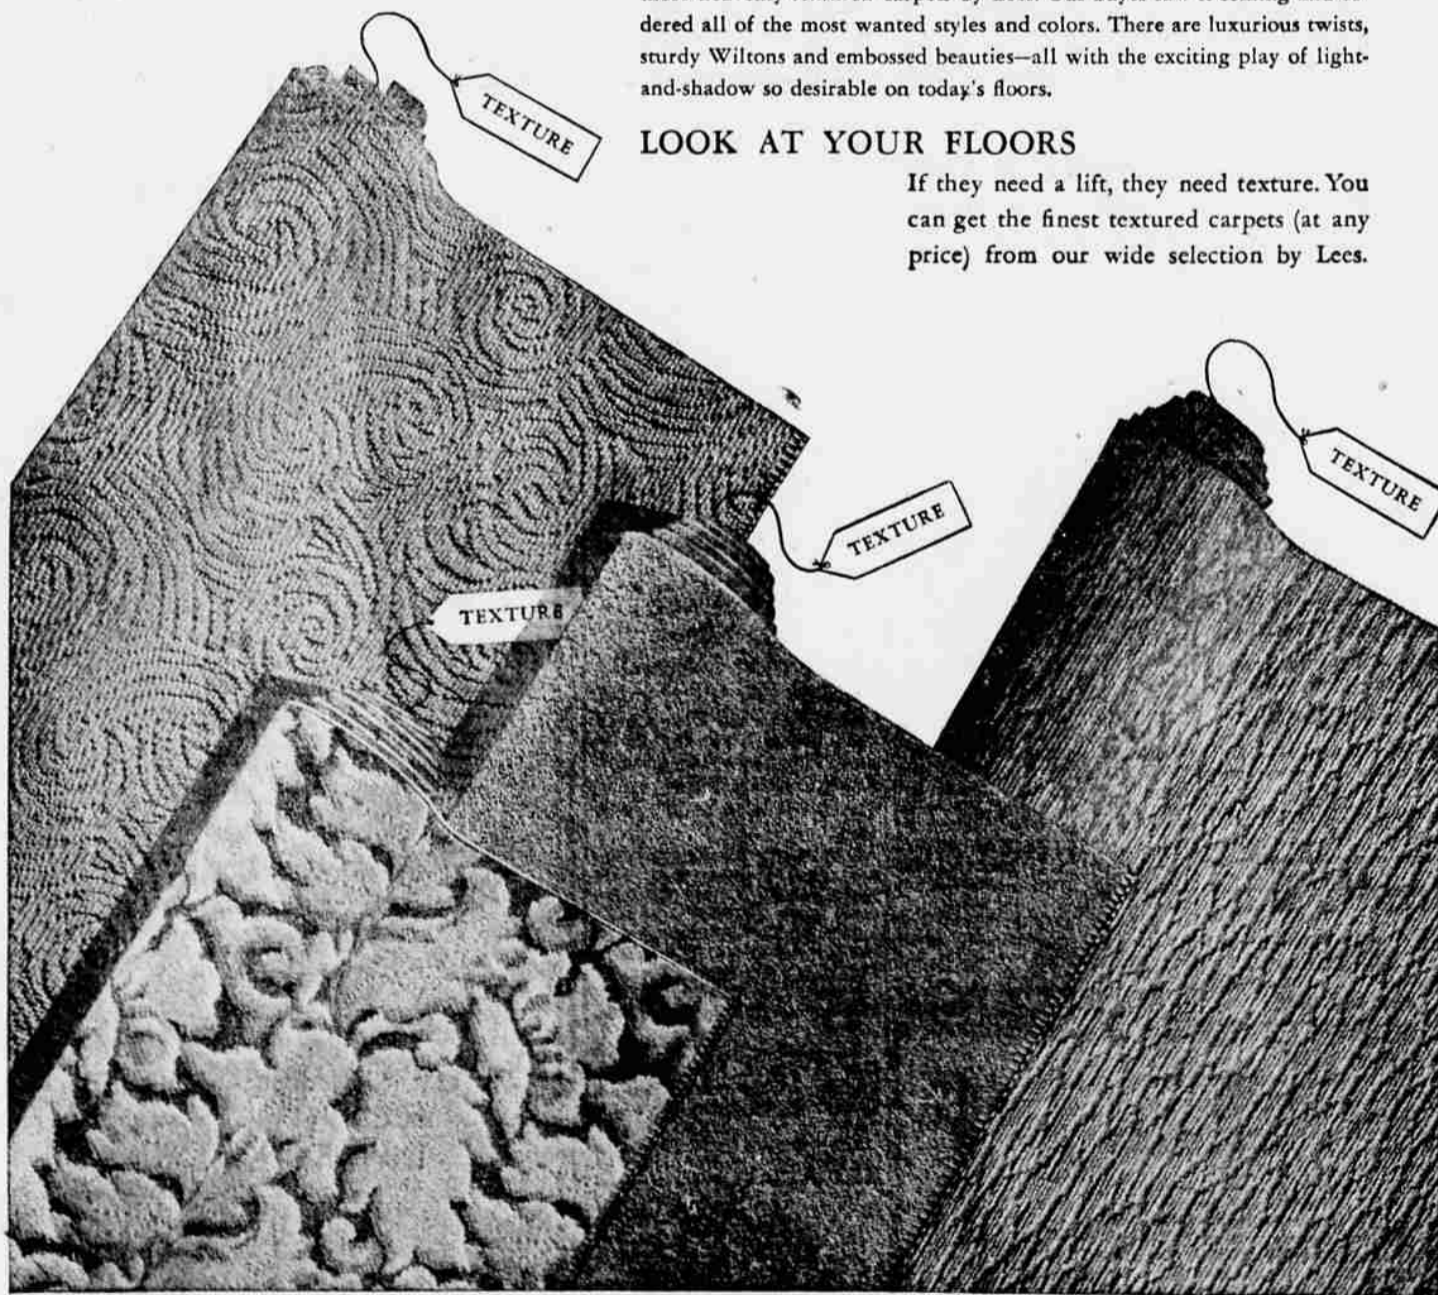 dered all of the most wanted styles and colors. There are luxurious twists,
sturdy Wiltons and embossed beauties—all with the exciting play of light-
and-shadow so desirable on today's floors.
LOOK AT YOUR FLOORS
If they need a lift, they need texture. You
can get the finest textured carpets (at any
price) from our wide selection by Lees.
TEXTURE
TEXTURE
TEXTURE
TEXTURE